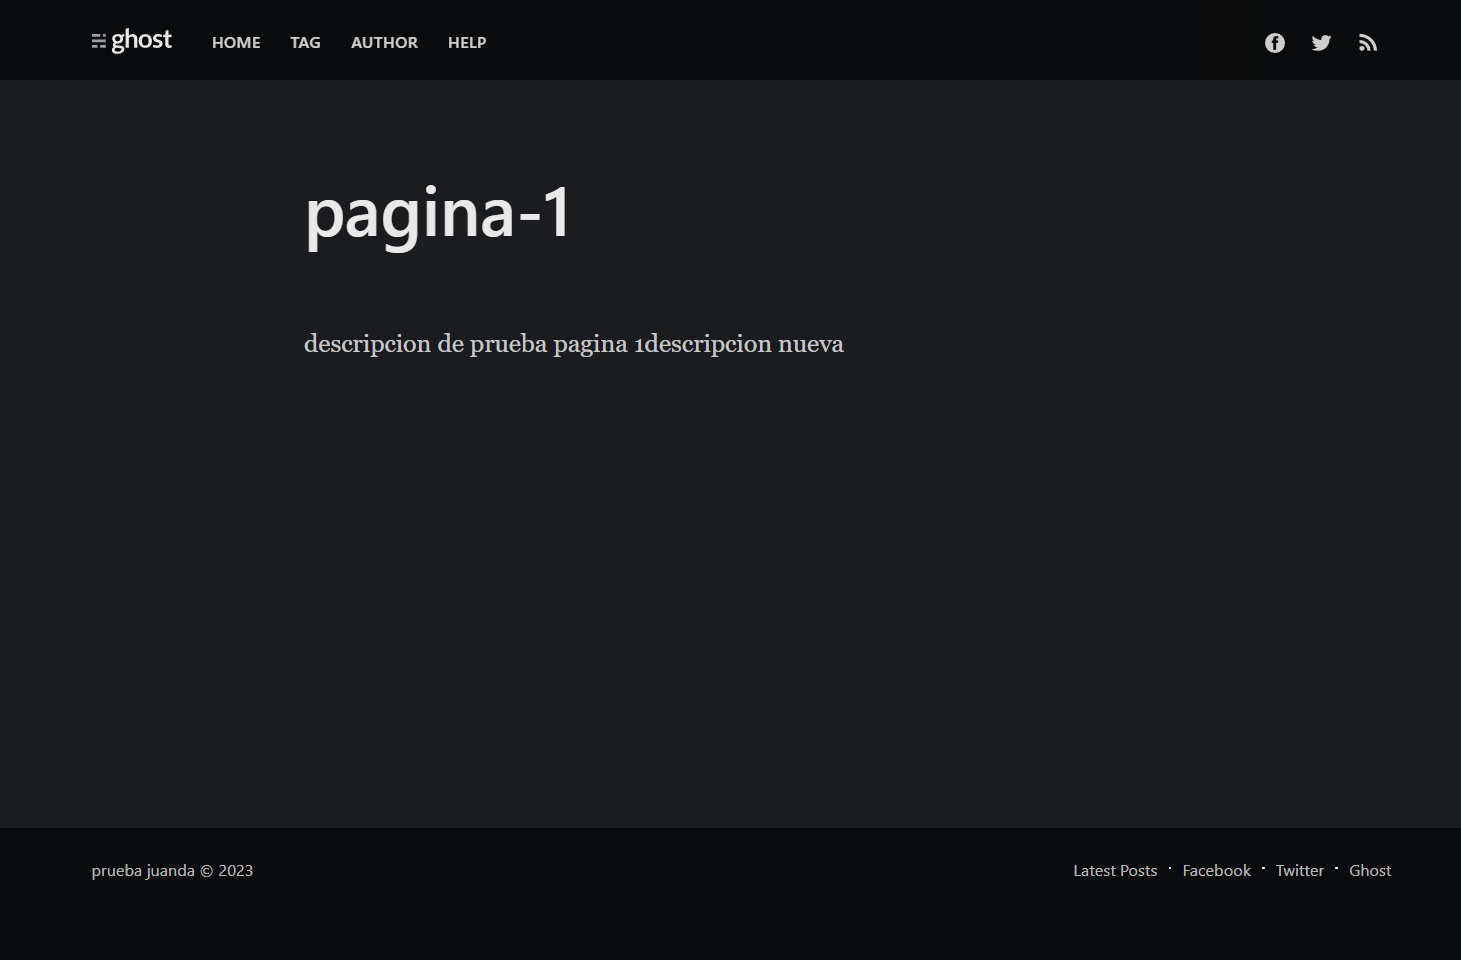 ghost HOME TAG AUTHOR HELP
pagina-1
descripcion de prueba pagina 1descripcion nueva
prueba juanda © 2023 Latest Posts · Facebook · Twitter · Ghost